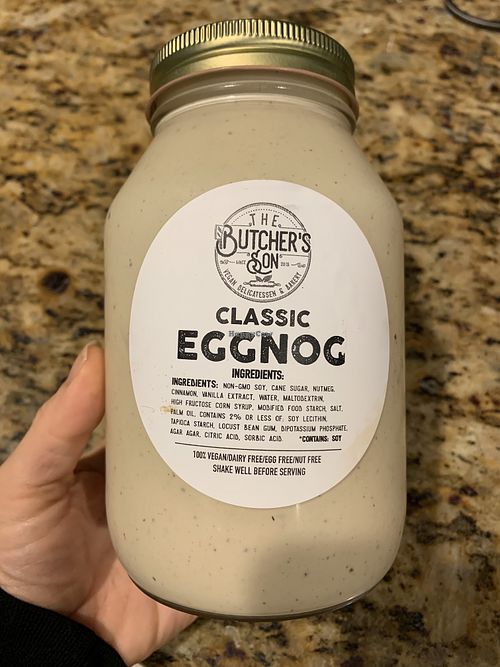 THE
BUTCHER'S
SON
SINCE 2016
VEGAN DELICATESSEN & BAKERY
CLASSIC
EGGNOG
INGREDIENTS:
INGREDIENTS: NON-GMO SOY, CANE SUGAR, NUTMEG,
CINNAMON, VANILLA EXTRACT, WATER, MALTODEXTRIN,
HIGH FRUCTOSE CORN SYRUP, MODIFIED FOOD STARCH, SALT,
PALM OIL, CONTAINS 2% OR LESS OF: SOY LECITHIN,
TAPIOCA STARCH, LOCUST BEAN GUM, DIPOTASSIUM PHOSPHATE,
AGAR AGAR, CITRIC ACID, SORBIC ACID. *CONTAINS: SOY
100% VEGAN/DAIRY FREE/EGG FREE/NUT FREE
SHAKE WELL BEFORE SERVING